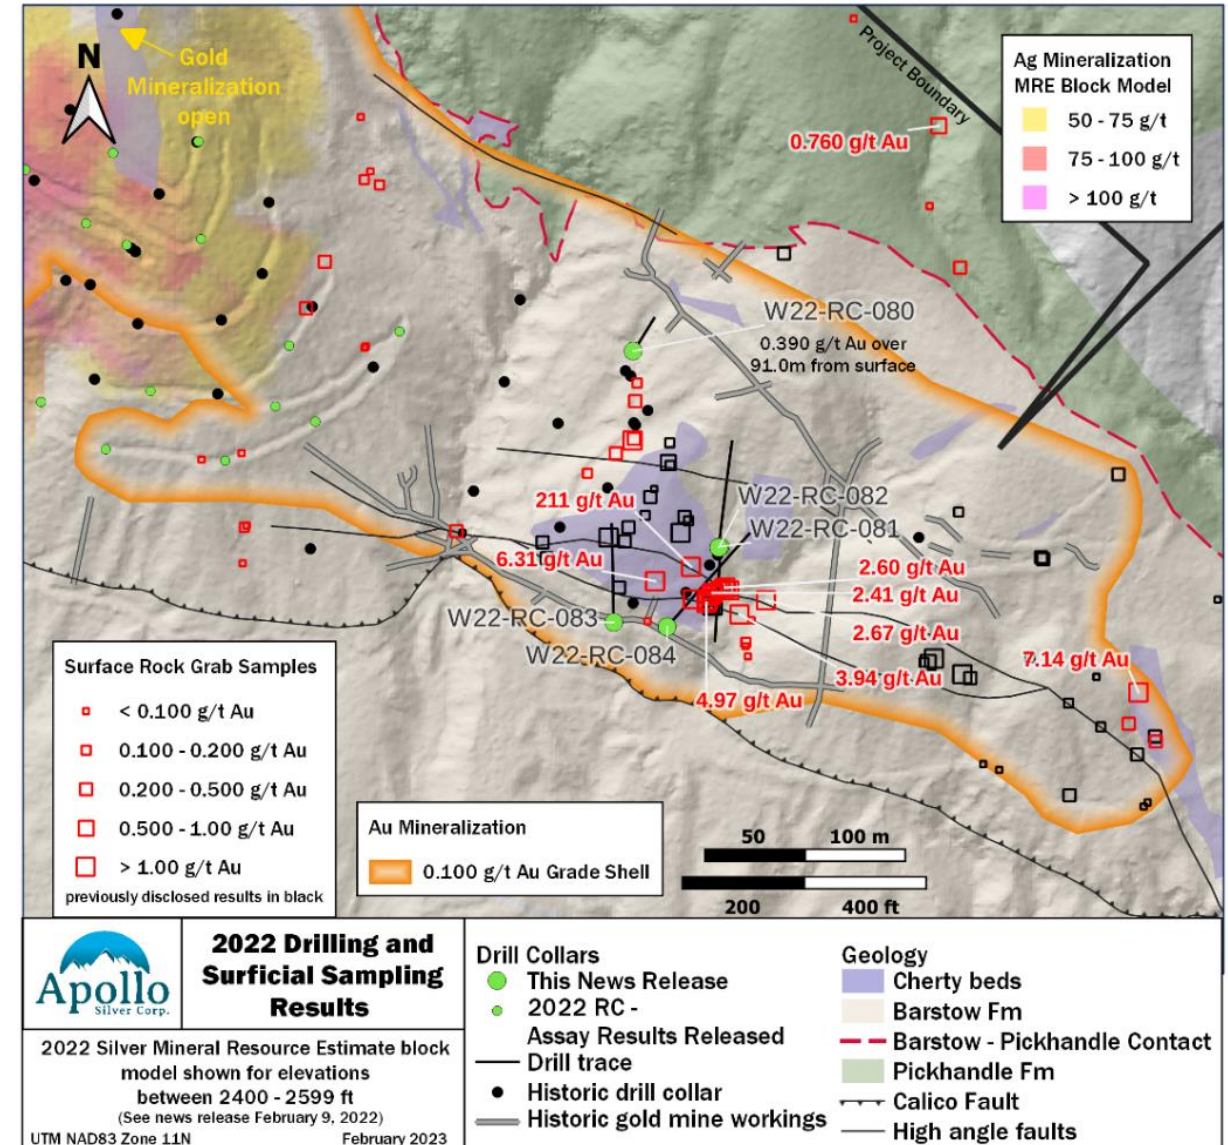 N
Gold
Mineralization
open
Project Boundary
0.760 g/t Au
Ag Mineralization
MRE Block Model
50 - 75 g/t
75 - 100 g/t
> 100 g/t
W22-RC-080
0.390 g/t Au over
91.0m from surface
211 g/t Au
W22-RC-082
W22-RC-081
6.31 g/t Au
2.60 g/t Au
2.41 g/t Au
W22-RC-083
2.67 g/t Au
W22-RC-084
3.94 g/t Au
7.14 g/t Au
4.97 g/t Au
Surface Rock Grab Samples
< 0.100 g/t Au
0.100 - 0.200 g/t Au
0.200 - 0.500 g/t Au
0.500 - 1.00 g/t Au
> 1.00 g/t Au
previously disclosed results in black
Au Mineralization
0.100 g/t Au Grade Shell
50 100 m
200 400 ft
Apollo
Silver Corp.
2022 Drilling and
Surficial Sampling
Results
2022 Silver Mineral Resource Estimate block
model shown for elevations
between 2400 - 2599 ft
(See news release February 9, 2022)
UTM NAD83 Zone 11N February 2023
Drill Collars
This News Release
2022 RC -
Assay Results Released
Drill trace
Historic drill collar
Historic gold mine workings
Geology
Cherty beds
Barstow Fm
Barstow - Pickhandle Contact
Pickhandle Fm
Calico Fault
High angle faults